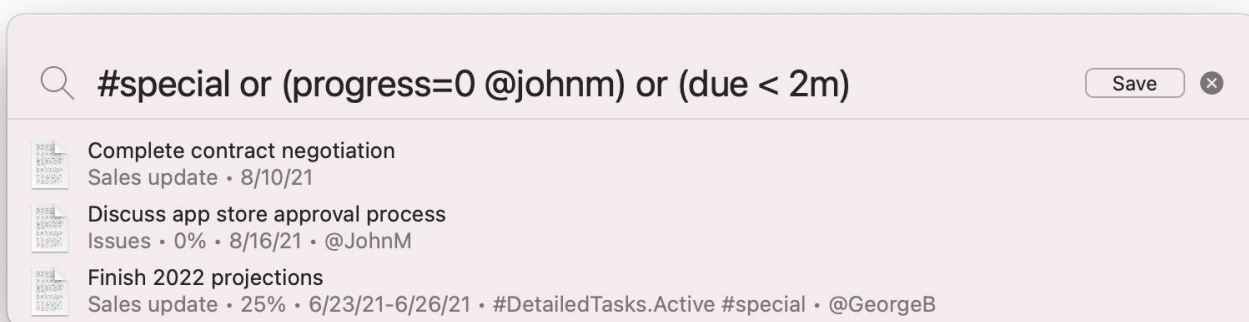 #special or (progress=0 @johnm) or (due < 2m)
Save
Complete contract negotiation
Sales update • 8/10/21
Discuss app store approval process
Issues • 0% • 8/16/21 • @JohnM
Finish 2022 projections
Sales update • 25% • 6/23/21-6/26/21 • #DetailedTasks.Active #special • @GeorgeB